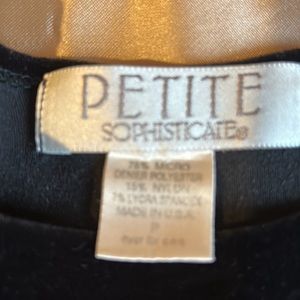 PETITE
SOPHISTICATE®
78% MICRO
DENIER POLYESTER
15% NYLON
7% LYCRA SPANDEX
MADE IN U.S.A.
P